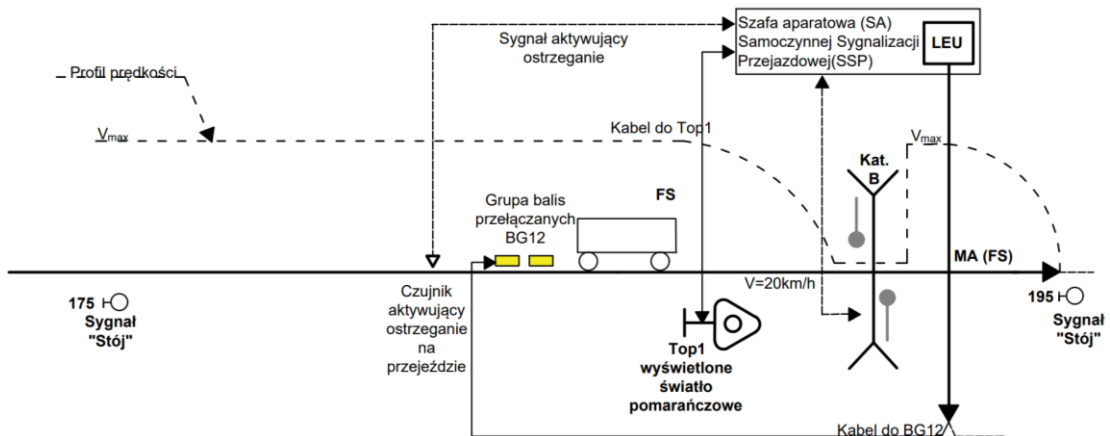 Sygnał aktywujący
ostrzeganie
Szafa aparatowa (SA)
Samoczynnej Sygnalizacji
Przejazdowej(SSP)
LEU
Profil prędkości
Vmax
Kabel do Top1
Vmax
Kat.
B
Grupa balis
przełączanych
BG12
FS
MA (FS)
V=20km/h
175
Sygnał
"Stój"
Czujnik
aktywujący
ostrzeganie
na
przejeździe
Top1
wyświetlone
światło
pomarańczowe
195
Sygnał
"Stój"
Kabel do BG12